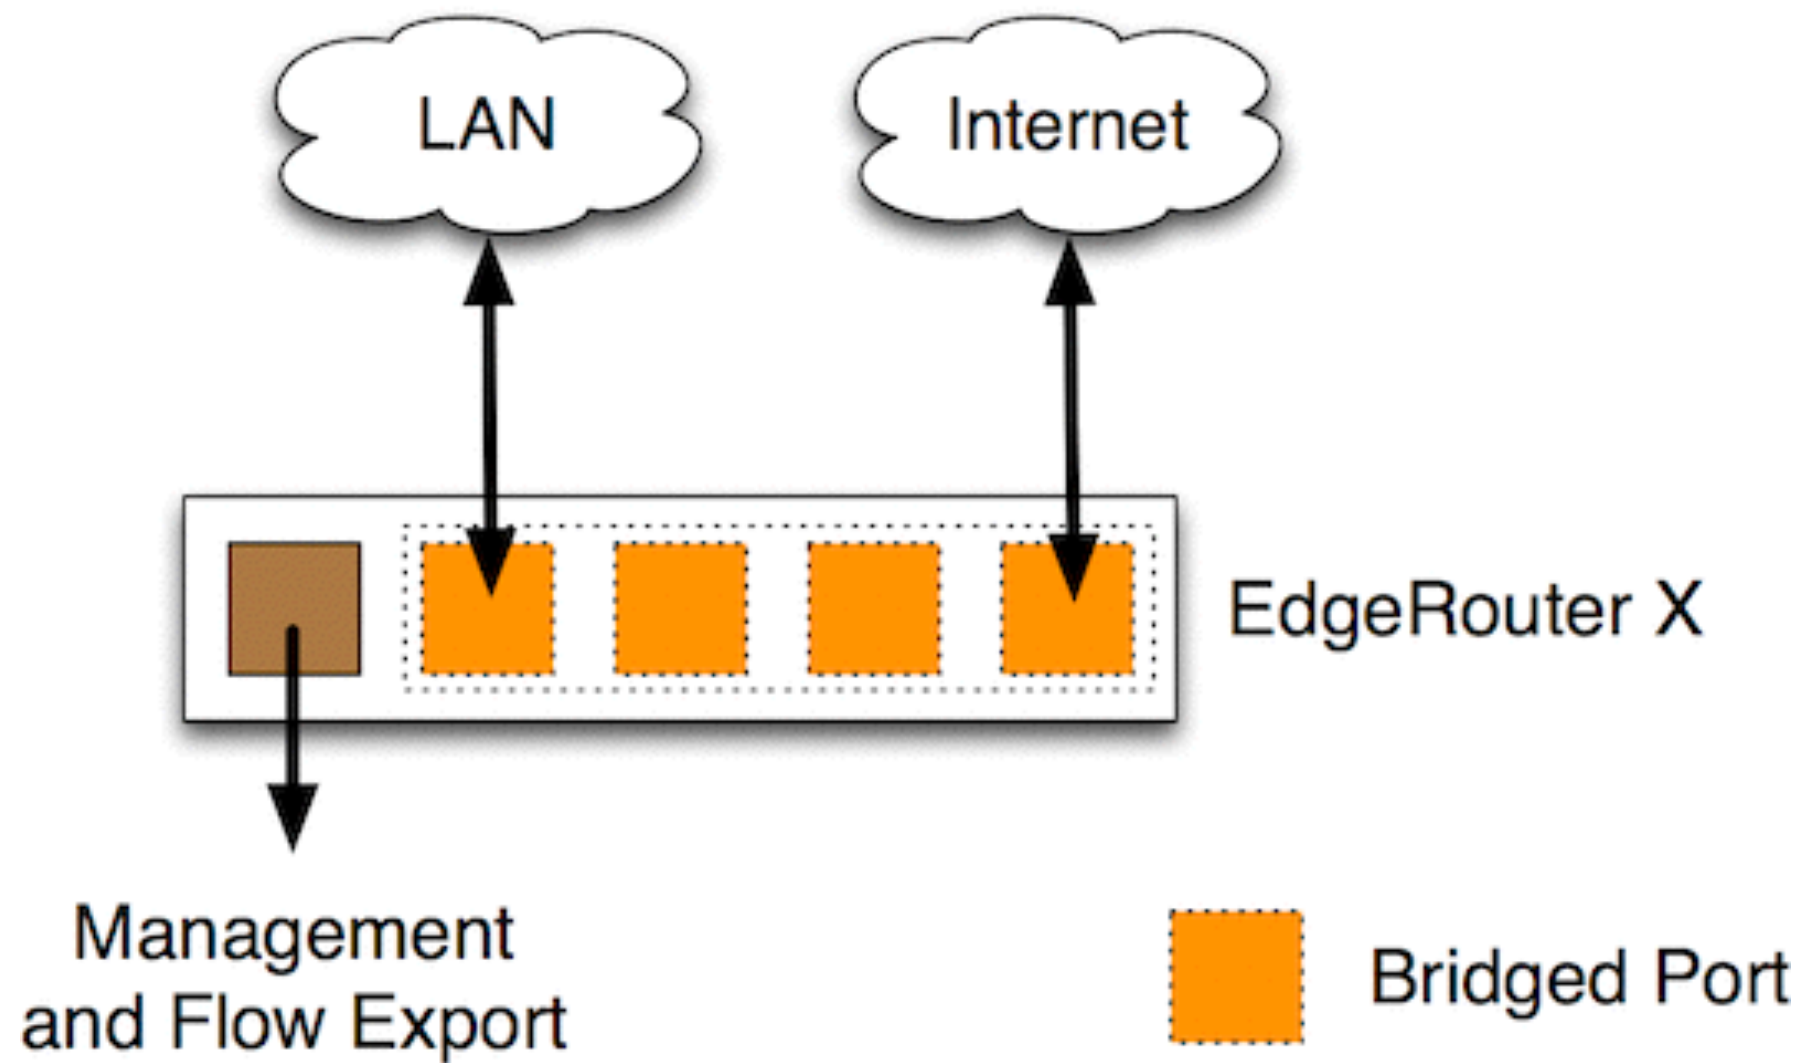 LAN
Internet
EdgeRouter X
Management
and Flow Export
Bridged Port